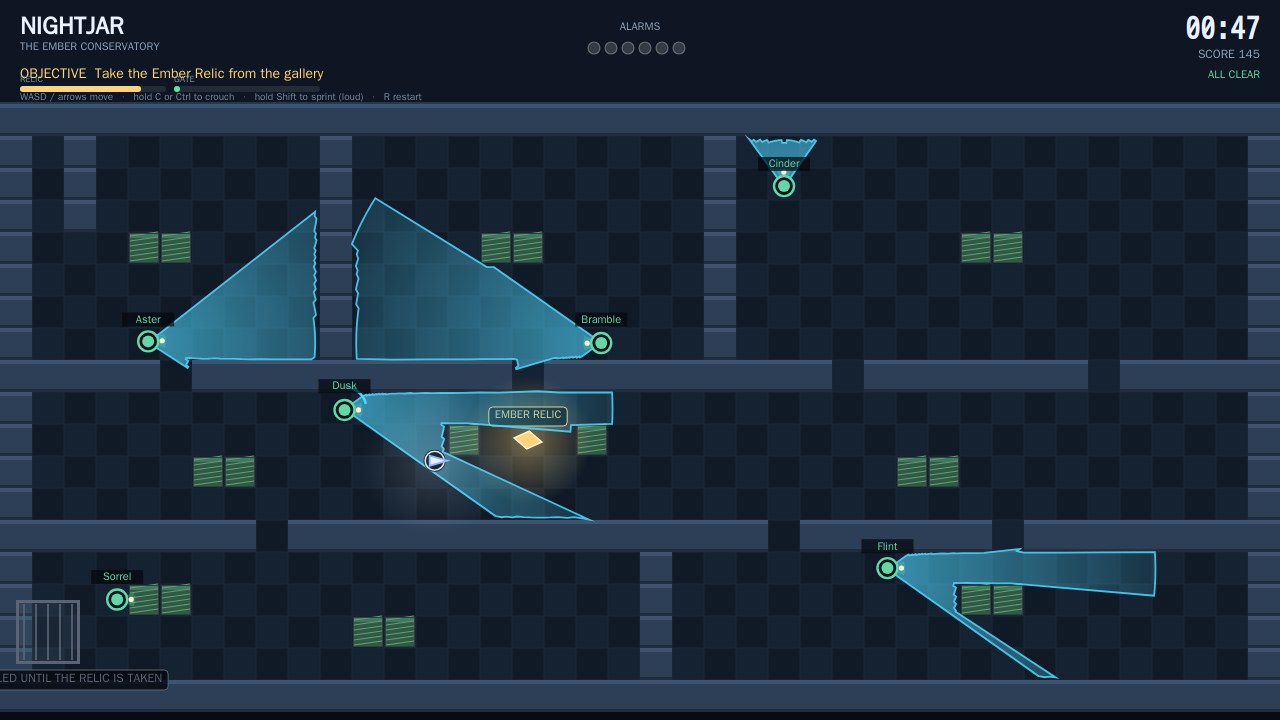 NIGHTJAR
THE EMBER CONSERVATORY
ALARMS
00:47
SCORE 145
ALL CLEAR
OBJECTIVE Take the Ember Relic from the gallery
RELIC GATE
WASD / arrows move · hold C or Ctrl to crouch · hold Shift to sprint (loud) · R restart
Cinder
Aster
Bramble
Dusk
EMBER RELIC
Flint
Sorrel
LED UNTIL THE RELIC IS TAKEN